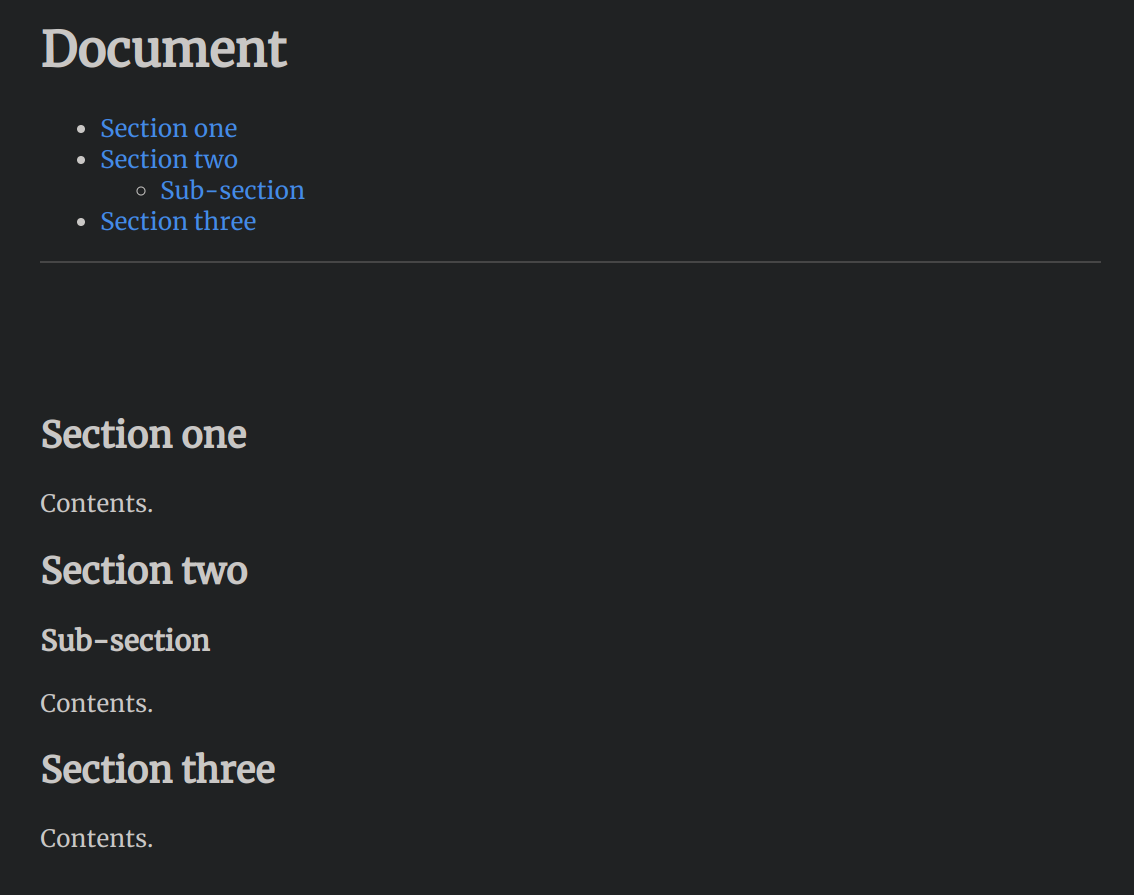 Document
Section one
Section two
Sub-section
Section three
Section one
Contents.
Section two
Sub-section
Contents.
Section three
Contents.